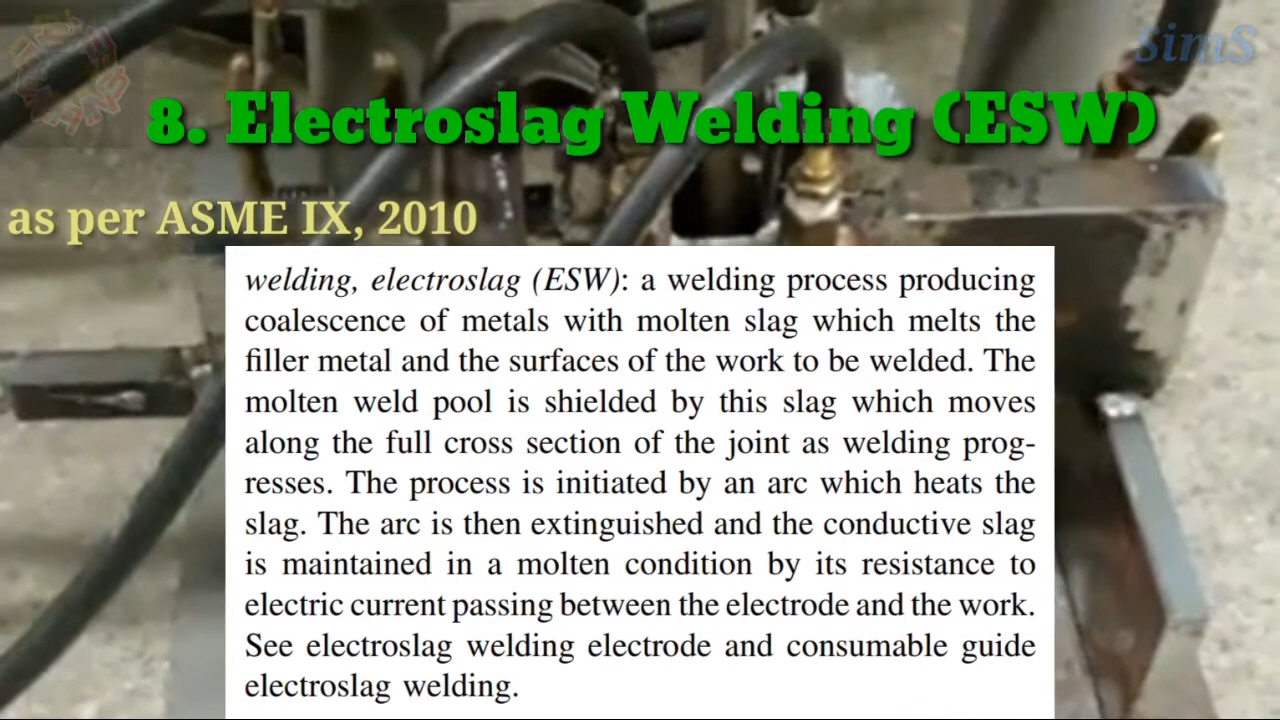 SimS
8. Electroslag Welding (ESW)
as per ASME IX, 2010
welding, electroslag (ESW): a welding process producing
coalescence of metals with molten slag which melts the
filler metal and the surfaces of the work to be welded. The
molten weld pool is shielded by this slag which moves
along the full cross section of the joint as welding prog-
resses. The process is initiated by an arc which heats the
slag. The arc is then extinguished and the conductive slag
is maintained in a molten condition by its resistance to
electric current passing between the electrode and the work.
See electroslag welding electrode and consumable guide
electroslag welding.